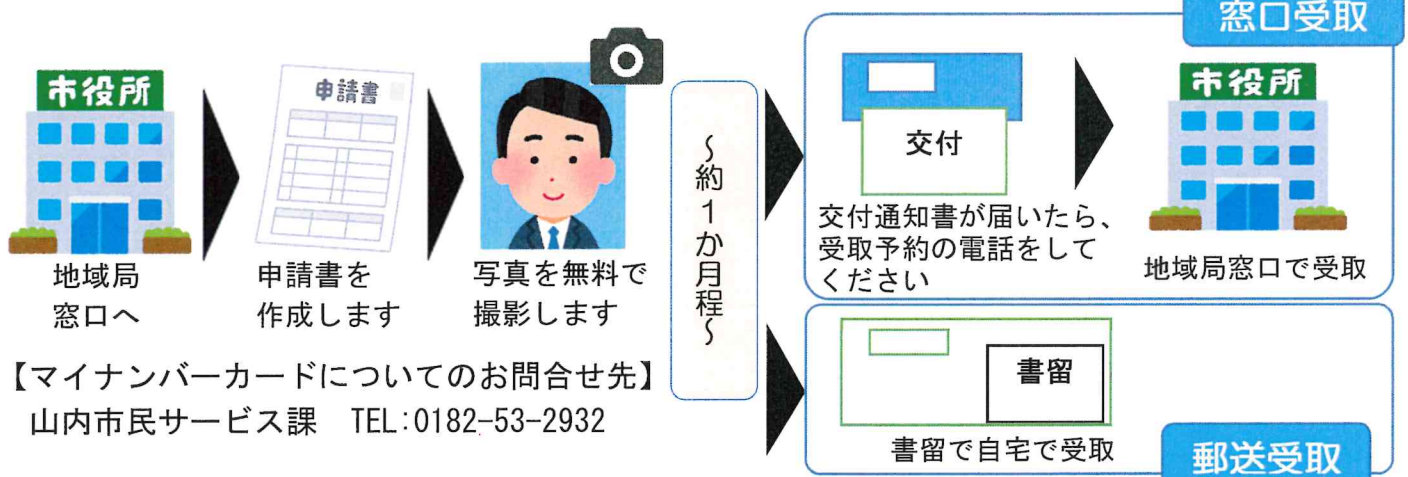 市役所
地域局
窓口へ
申請書
申請書を
作成します
写真を無料で
撮影します
～約1か月程～
窓口受取
交付
交付通知書が届いたら、
受取予約の電話をして
ください
市役所
地域局窓口で受取
書留
書留で自宅で受取
郵送受取
【マイナンバーカードについてのお問合せ先】
山内市民サービス課　TEL:0182-53-2932